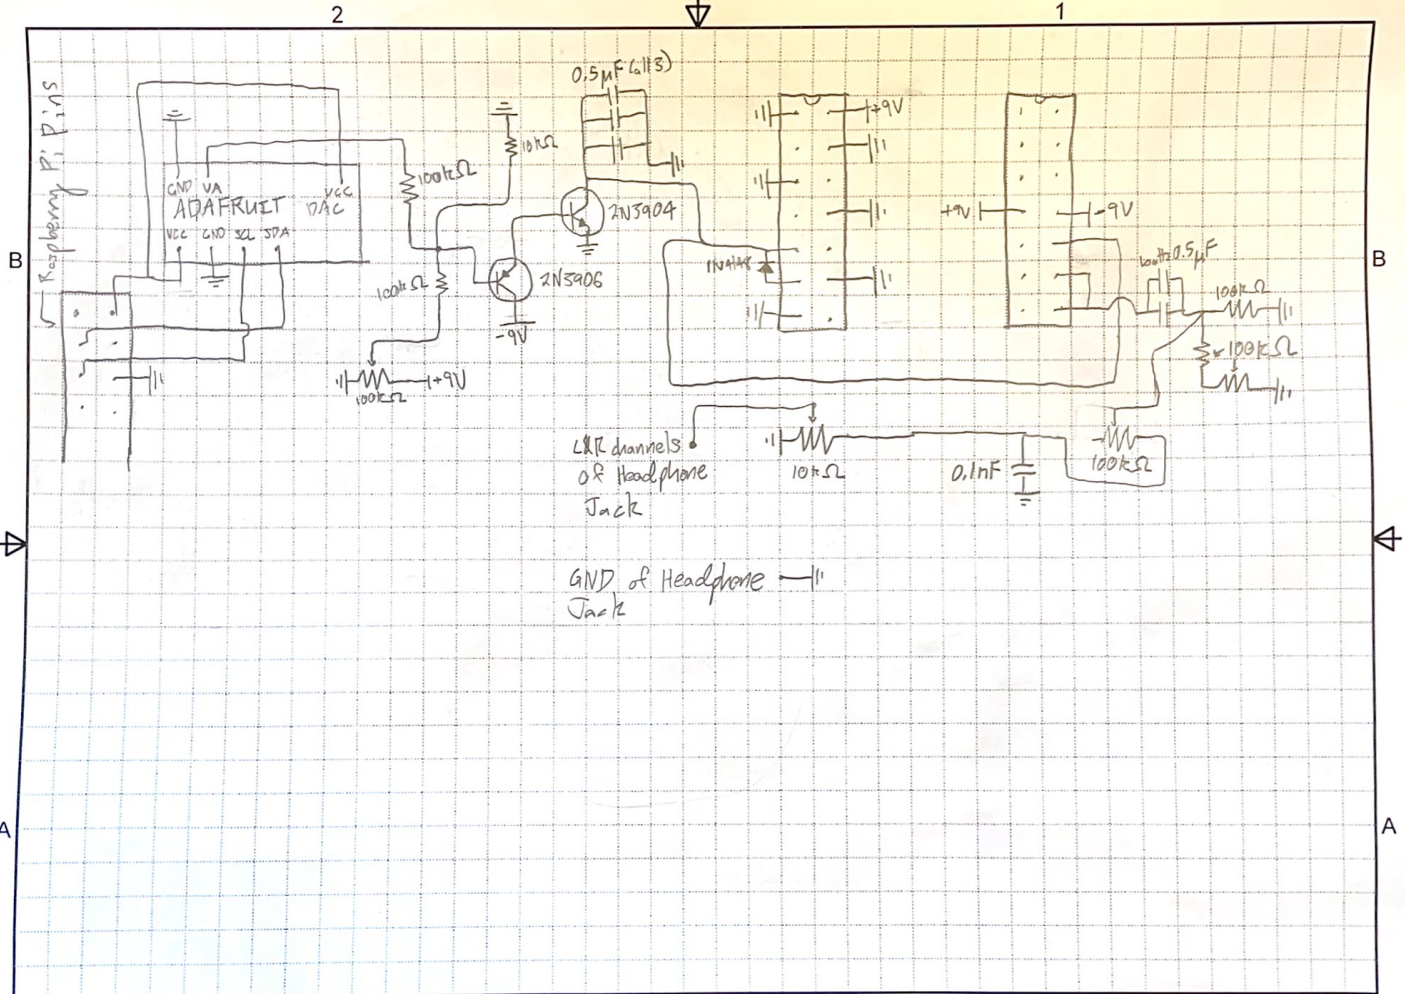 2
1
B
B
A
A
Raspberry Pi Pins
0.5μF (all 3)
10kΩ
+9V
100kΩ
GND VA VCC
ADAFRUIT DAC
VCC GND SCL SDA
2N3904
+9V
-9V
1N4148
100kΩ
2N3906
0.5μF
100kΩ
-9V
100kΩ
+9V
100kΩ
L&R channels
of Headphone
Jack
10kΩ
0.1nF
100kΩ
GND of Headphone
Jack